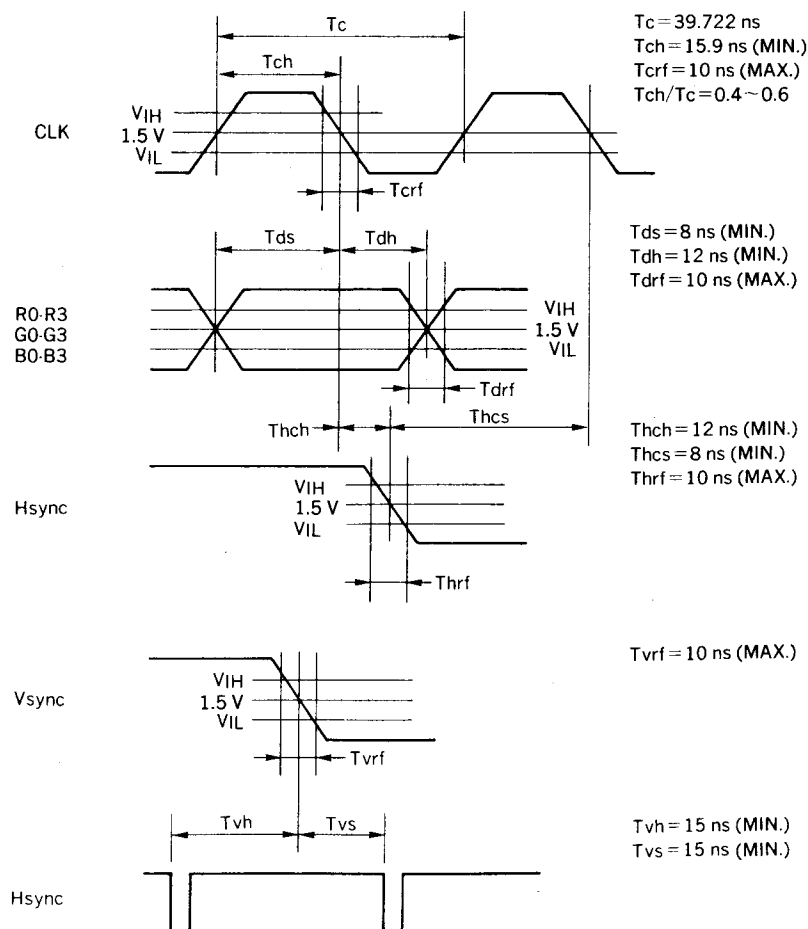 Tc
Tch
Tc=39.722 ns
Tch=15.9 ns (MIN.)
Tcrf=10 ns (MAX.)
Tch/Tc=0.4~0.6
CLK
VIH
1.5 V
VIL
Tcrf
Tds
Tdh
Tds=8 ns (MIN.)
Tdh=12 ns (MIN.)
Tdrf=10 ns (MAX.)
R0·R3
G0·G3
B0·B3
VIH
1.5 V
VIL
Tdrf
Thch
Thcs
Thch=12 ns (MIN.)
Thcs=8 ns (MIN.)
Thrf=10 ns (MAX.)
Hsync
VIH
1.5 V
VIL
Thrf
Tvrf=10 ns (MAX.)
Vsync
VIH
1.5 V
VIL
Tvrf
Tvh
Tvs
Tvh=15 ns (MIN.)
Tvs=15 ns (MIN.)
Hsync